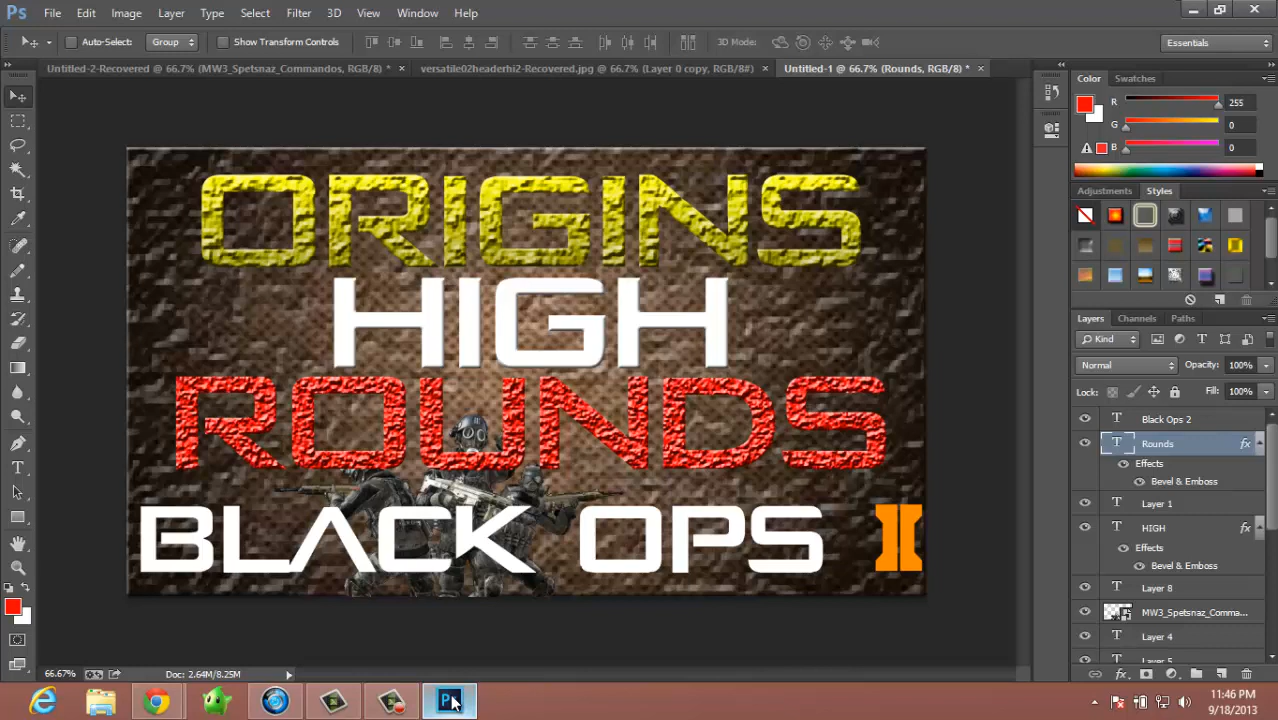 Ps File Edit Image Layer Type Select Filter 3D View Window Help
Auto-Select: Group Show Transform Controls 3D Mode: Essentials
Untitled-2-Recovered @ 66.7% (MW3_Spetsnaz_Commandos, RGB/8) * × versatile02headerhi2-Recovered.jpg @ 66.7% (Layer 0 copy, RGB/8#) × Untitled-1 @ 66.7% (Rounds, RGB/8) * ×
Color Swatches
R 255
G 0
B 0
Adjustments Styles
ORIGINS
HIGH
ROUNDS
BLACK OPS II
Layers Channels Paths
Kind
Normal Opacity: 100%
Lock: Fill: 100%
T Black Ops 2
T Rounds fx
Effects
Bevel & Emboss
T Layer 1
T HIGH fx
Effects
Bevel & Emboss
T Layer 8
MW3_Spetsnaz_Comma...
T Layer 4
T Layer 5
66.67% Doc: 2.64M/8.25M
Ps
11:46 PM
9/18/2013